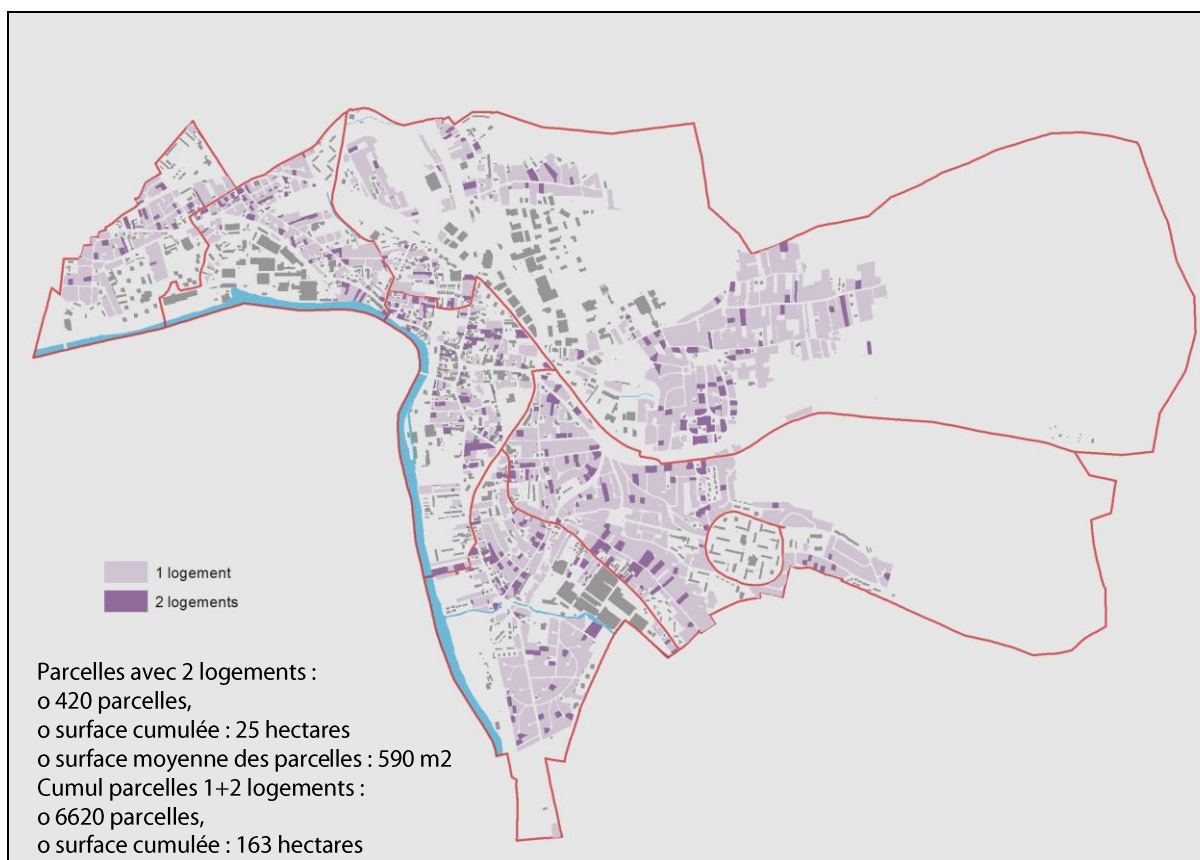 1 logement
2 logements
Parcelles avec 2 logements :
o 420 parcelles,
o surface cumulée : 25 hectares
o surface moyenne des parcelles : 590 m2
Cumul parcelles 1+2 logements :
o 6620 parcelles,
o surface cumulée : 163 hectares